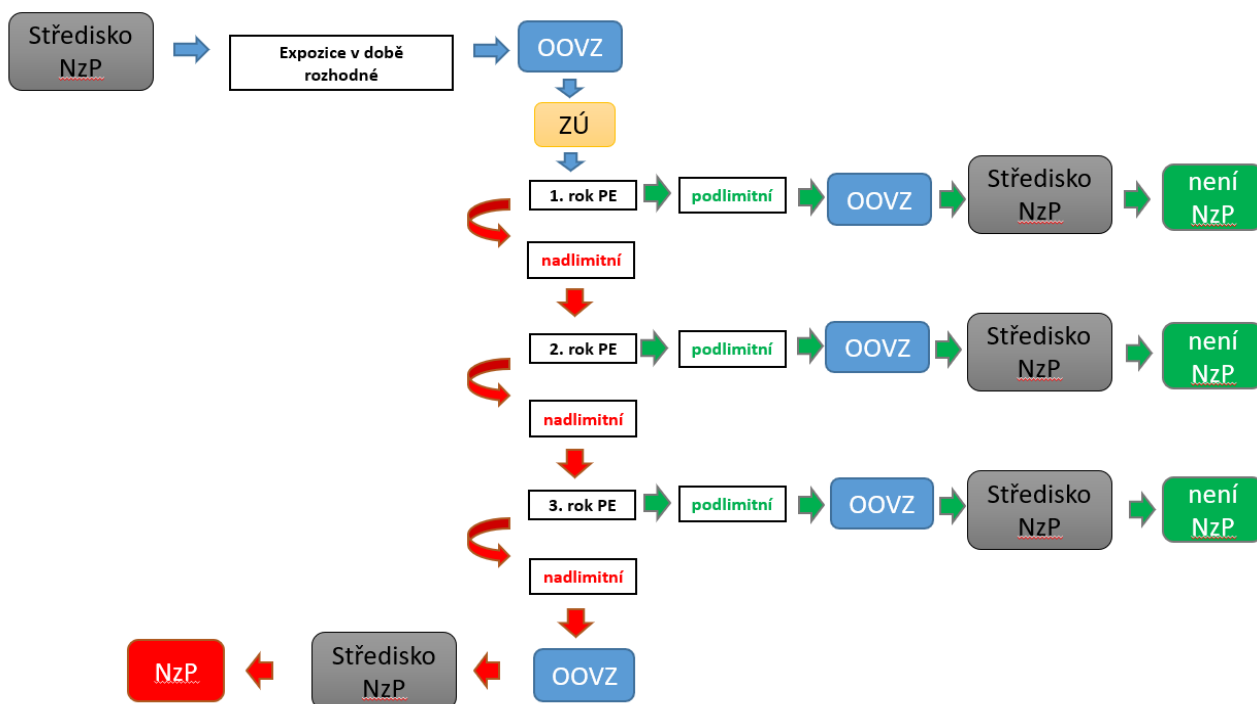 Středisko
NzP
Expozice v době
rozhodné
OOVZ
ZÚ
1. rok PE
podlimitní
OOVZ
Středisko
NzP
není
NzP
nadlimitní
2. rok PE
podlimitní
OOVZ
Středisko
NzP
není
NzP
nadlimitní
3. rok PE
podlimitní
OOVZ
Středisko
NzP
není
NzP
nadlimitní
NzP
Středisko
NzP
OOVZ